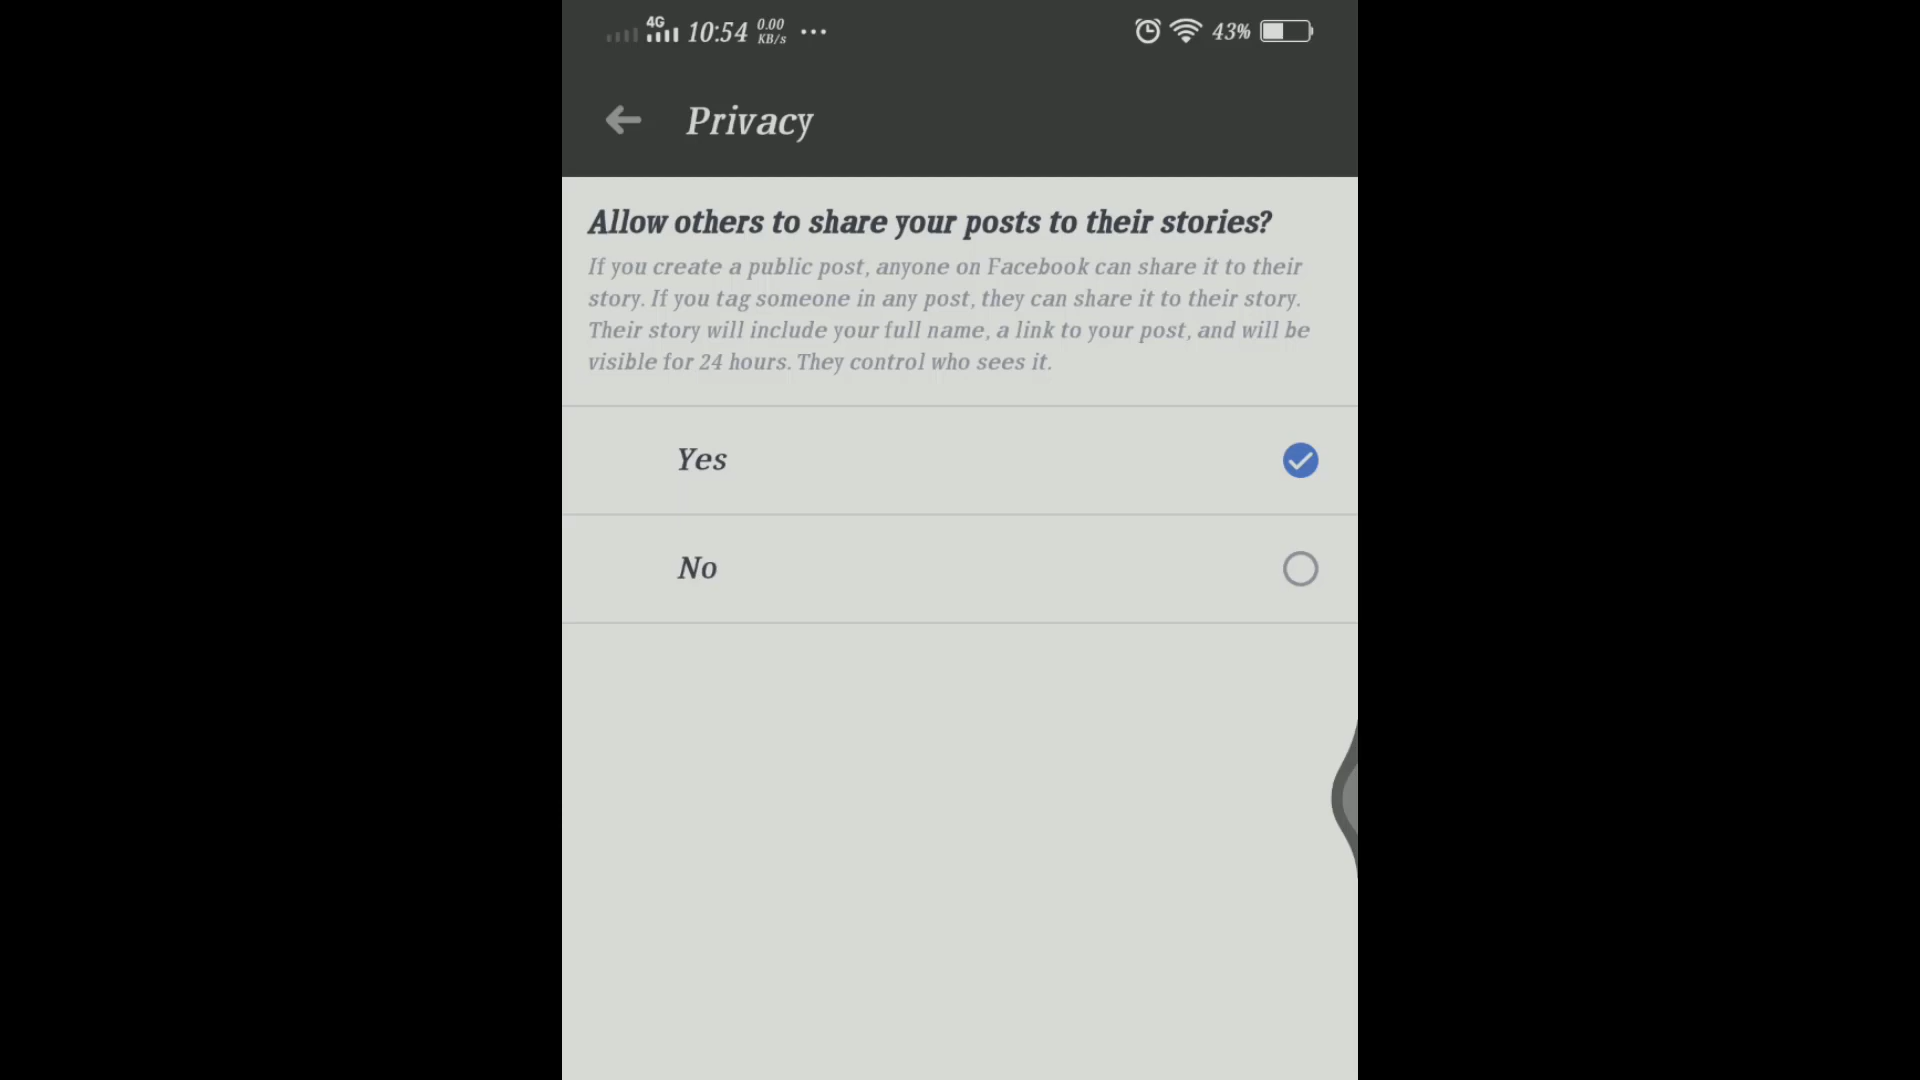 4G 10:54 0.00 KB/s ... 43%
Privacy
Allow others to share your posts to their stories?
If you create a public post, anyone on Facebook can share it to their
story. If you tag someone in any post, they can share it to their story.
Their story will include your full name, a link to your post, and will be
visible for 24 hours. They control who sees it.
Yes
No